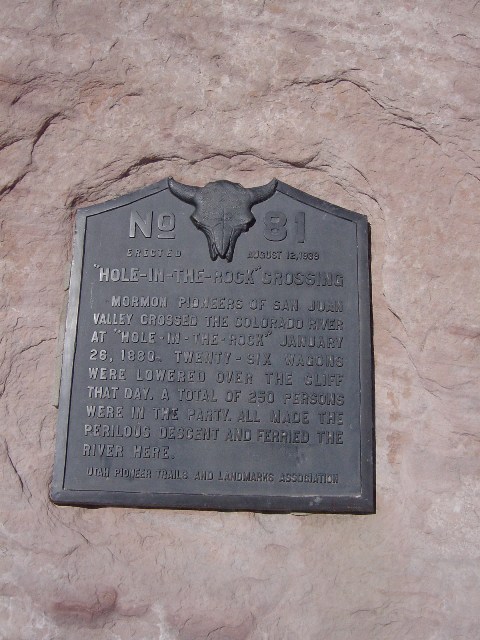 No 81
ERECTED AUGUST 12, 1939
"HOLE-IN-THE-ROCK" CROSSING
MORMON PIONEERS OF SAN JUAN
VALLEY CROSSED THE COLORADO RIVER
AT "HOLE-IN-THE-ROCK" JANUARY
26, 1880. TWENTY-SIX WAGONS
WERE LOWERED OVER THE CLIFF
THAT DAY. A TOTAL OF 250 PERSONS
WERE IN THE PARTY. ALL MADE THE
PERILOUS DESCENT AND FERRIED THE
RIVER HERE.
UTAH PIONEER TRAILS AND LANDMARKS ASSOCIATION